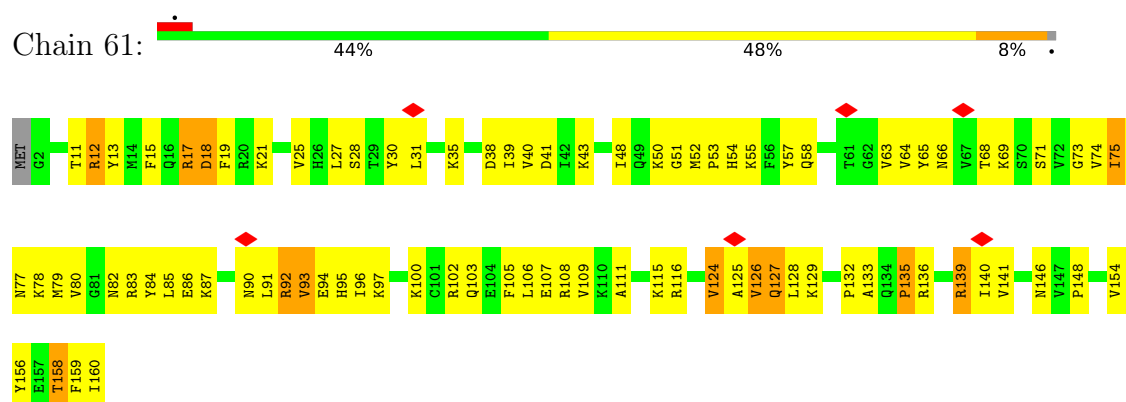 Chain 61:
44% 48% 8%
MET G2 T11 R12 Y13 M14 F15 Q16 R17 D18 F19 R20 K21 V25 H26 L27 S28 T29 Y30 L31 K35 D38 I39 V40 D41 I42 K43 I48 Q49 K50 G51 M52 P53 H54 K55 F56 Y57 Q58 T61 G62 V63 V64 Y65 N66 V67 T68 K69 S70 S71 V72 G73 V74 I75
N77 K78 M79 V80 G81 N82 R83 Y84 L85 E86 K87 N90 L91 R92 V93 E94 H95 I96 K97 K100 C101 R102 Q103 E104 F105 L106 E107 R108 V109 K110 A111 K115 R116 V124 A125 V126 Q127 L128 K129 P132 A133 Q134 P135 R136 R139 I140 V141 N146 V147 P148 V154
Y156 E157 T158 F159 I160